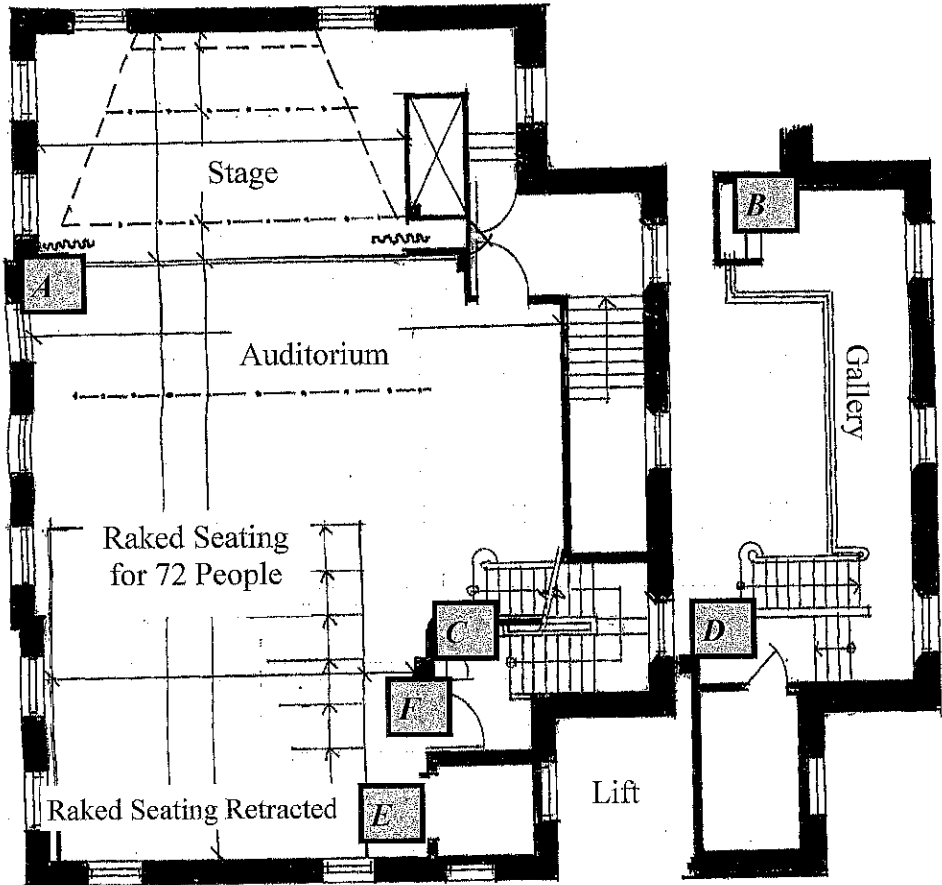 Stage
B
A
Auditorium
Gallery
Raked Seating
for 72 People
C
D
F
Lift
Raked Seating Retracted
E